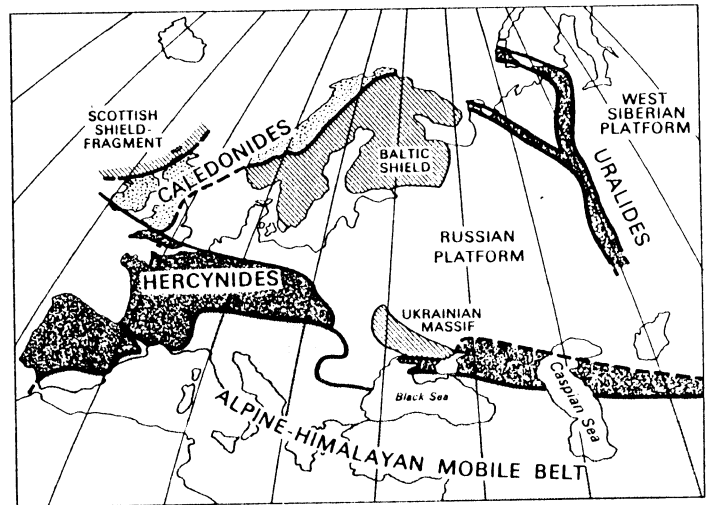 SCOTTISH
SHIELD-
FRAGMENT
CALEDONIDES
BALTIC
SHIELD
WEST
SIBERIAN
PLATFORM
URALIDES
RUSSIAN
PLATFORM
HERCYNIDES
UKRAINIAN
MASSIF
Black Sea
Caspian Sea
ALPINE-HIMALAYAN MOBILE BELT